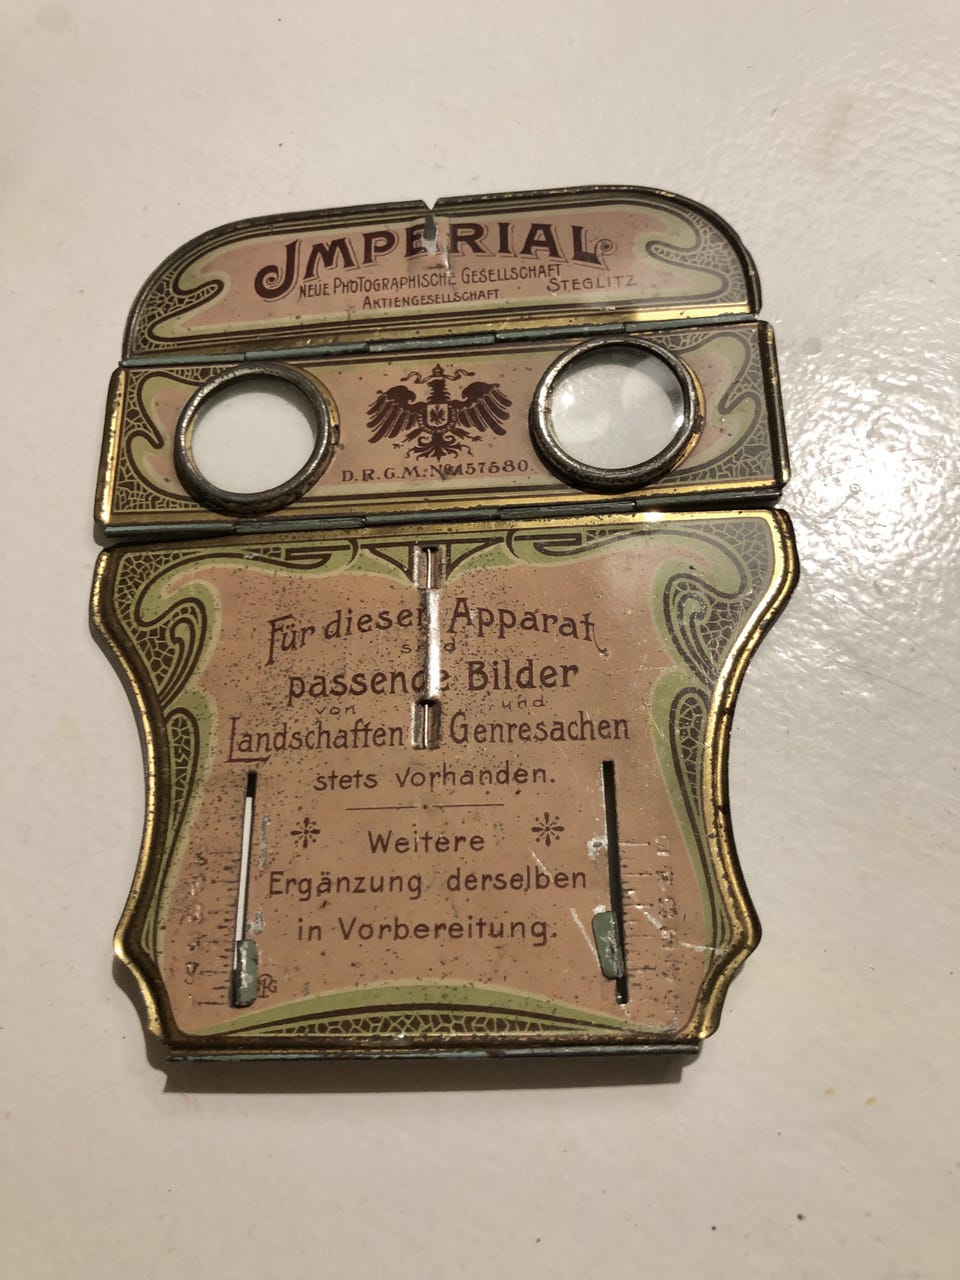 IMPERIAL
NEUE PHOTOGRAPHISCHE GESELLSCHAFT STEGLITZ
AKTIENGESELLSCHAFT
D.R.G.M. No 157680.
Für diesen Apparat
sind
passende Bilder
von und
Landschaften Genresachen
stets vorhanden.
Weitere
Ergänzung derselben
in Vorbereitung.